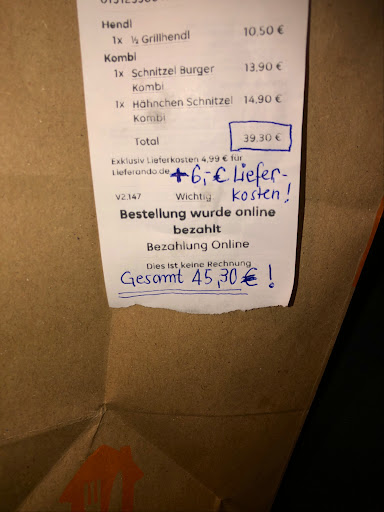 Hendl
1x ½ Grillhendl 10,50 €
Kombi
1x Schnitzel Burger 13,90 €
Kombi
1x Hähnchen Schnitzel 14,90 €
Kombi
Total 39,30 €
Exklusiv Lieferkosten 4,99 € für
Lieferando.de + 6,- € Liefer-
kosten!
V2.147 Wichtig
Bestellung wurde online
bezahlt
Bezahlung Online
Dies ist keine Rechnung
Gesamt 45,30 € !